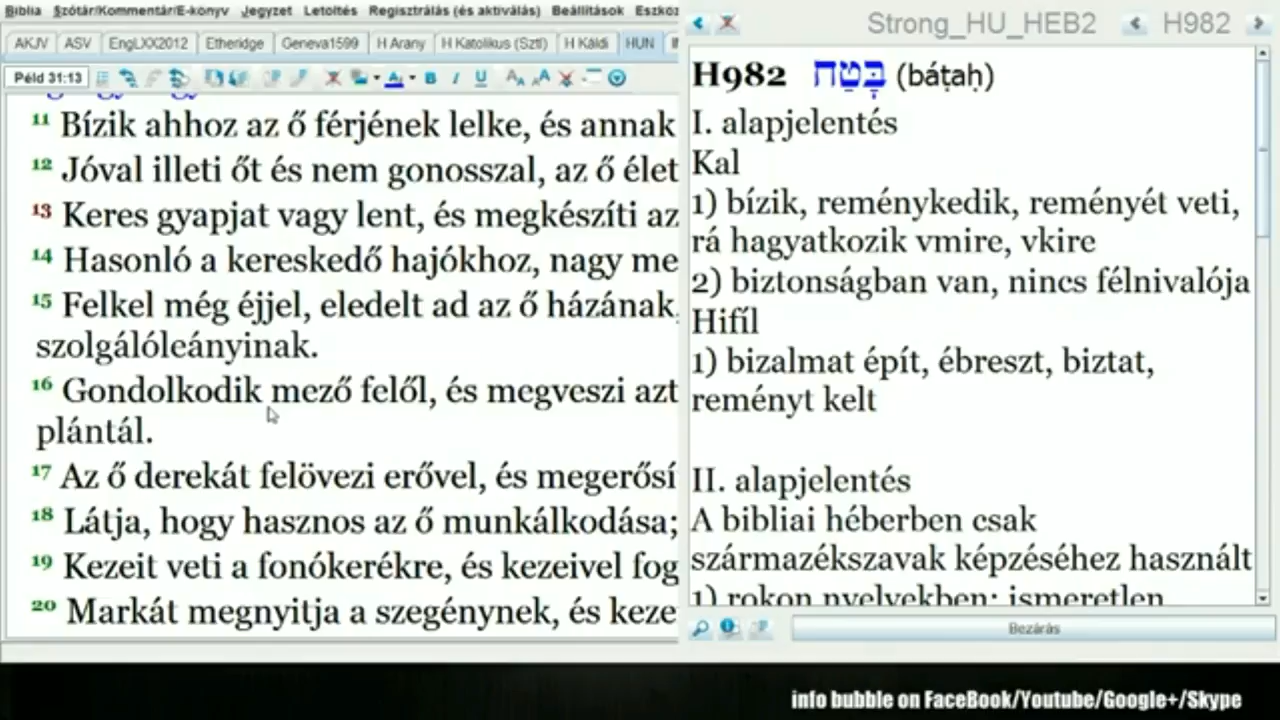 Biblia Szótár/Kommentár/E-könyv Jegyzet Letöltés Regisztrálás (és aktiválás) Beállítások Eszköz
AKJV ASV EngLXX2012 Etheridge Geneva1599 H Arany H Katolikus (SztI) H Káldi HUN
Péld 31:13
11 Bízik ahhoz az ő férjének lelke, és annak
12 Jóval illeti őt és nem gonosszal, az ő élet
13 Keres gyapjat vagy lent, és megkészíti az
14 Hasonló a kereskedő hajókhoz, nagy me
15 Felkel még éjjel, eledelt ad az ő házának,
szolgálóleányinak.
16 Gondolkodik mező felől, és megveszi azt
plántál.
17 Az ő derekát felövezi erővel, és megerősí
18 Látja, hogy hasznos az ő munkálkodása;
19 Kezeit veti a fonókerékre, és kezeivel fog
20 Markát megnyitja a szegénynek, és keze
Strong_HU_HEB2 H982
H982 בָּטַח (báṭaḥ)
I. alapjelentés
Kal
1) bízik, reménykedik, reményét veti,
rá hagyatkozik vmire, vkire
2) biztonságban van, nincs félnivalója
Hifíl
1) bizalmat épít, ébreszt, biztat,
reményt kelt
II. alapjelentés
A bibliai héberben csak
származékszavak képzéséhez használt
1) rokon nyelvekben: ismeretlen
Bezárás
info bubble on FaceBook/Youtube/Google+/Skype